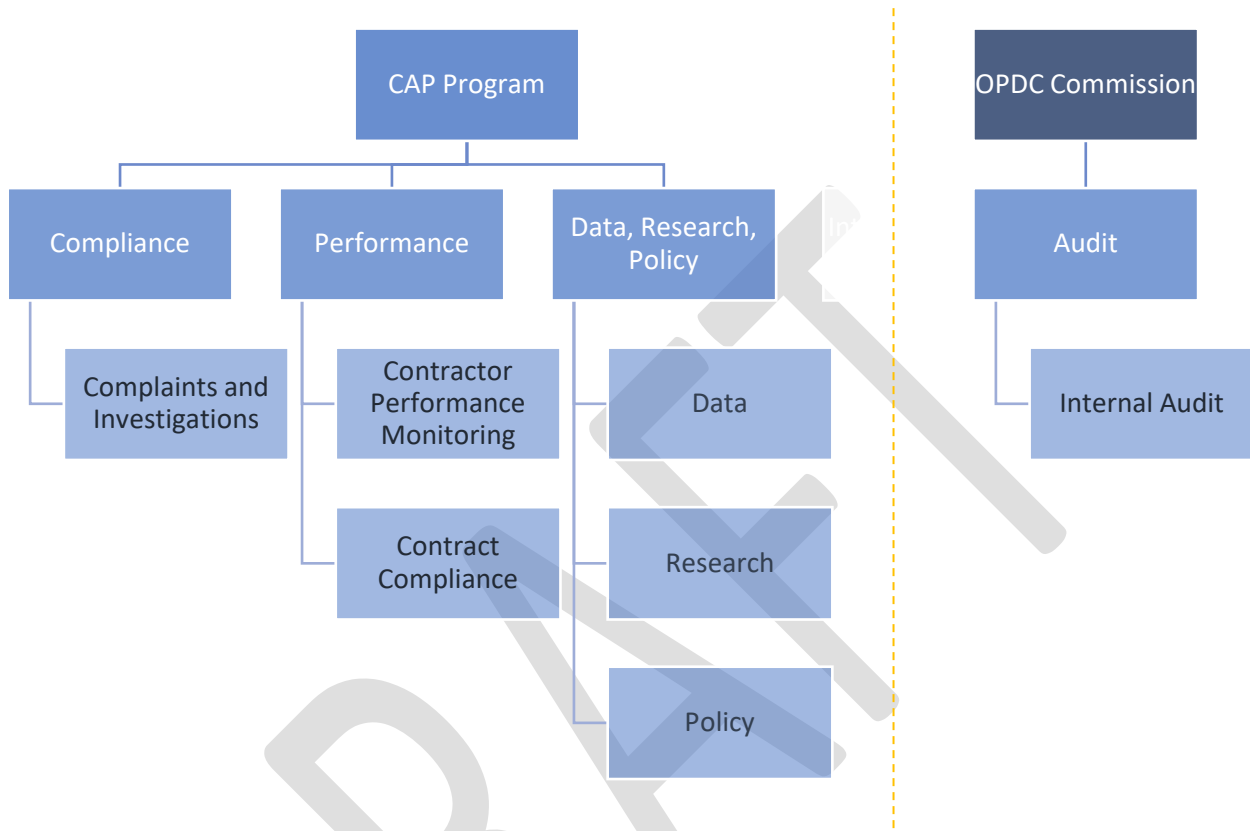 CAP Program
OPDC Commission
Compliance
Performance
Data, Research,
Policy
Audit
Complaints and
Investigations
Contractor
Performance
Monitoring
Data
Internal Audit
Contract
Compliance
Research
Policy
DRAFT